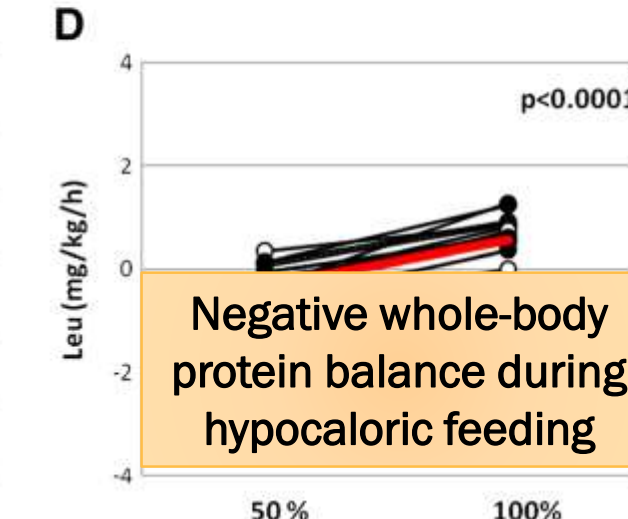 D
4
p<0.0001
2
Leu (mg/kg/h)
0
Negative whole-body
-2
protein balance during
hypocaloric feeding
-4
50 % 100%